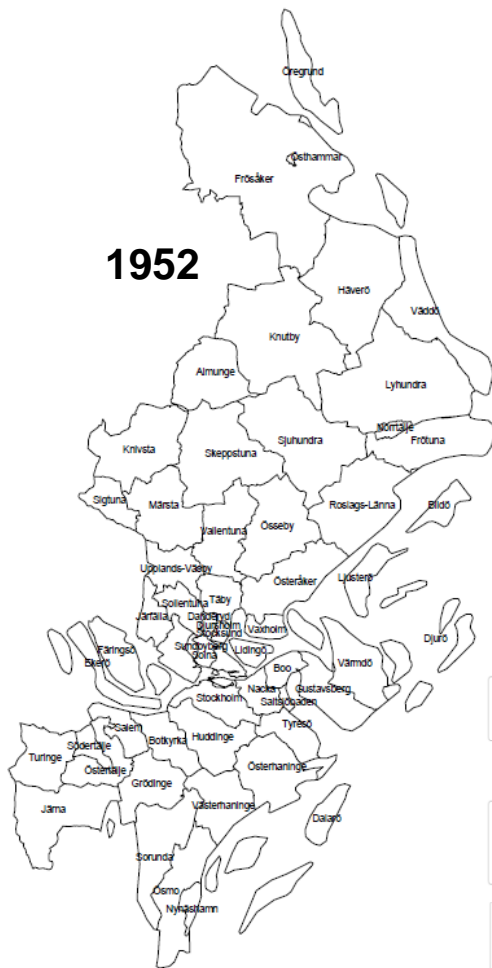 Öregrund
Östhammar
Frösåker
1952
Häverö
Väddö
Knutby
Almunge
Lyhundra
Norrtälje
Frötuna
Knivsta
Skeppstuna
Sjuhundra
Sigtuna
Märsta
Roslags-Länna
Blidö
Vallentuna
Össeby
Upplands-Väsby
Österåker
Ljusterö
Sollentuna
Täby
Järfälla
Danderyd
Djursholm
Stocksund
Vaxholm
Djurö
Sundbyberg
Solna
Lidingö
Färingsö
Ekerö
Boo
Värmdö
Nacka
Gustavsberg
Stockholm
Saltsjöbaden
Salem
Botkyrka
Huddinge
Tyresö
Södertälje
Turinge
Östertälje
Österhaninge
Grödinge
Järna
Västerhaninge
Dalarö
Sorunda
Ösmo
Nynäshamn